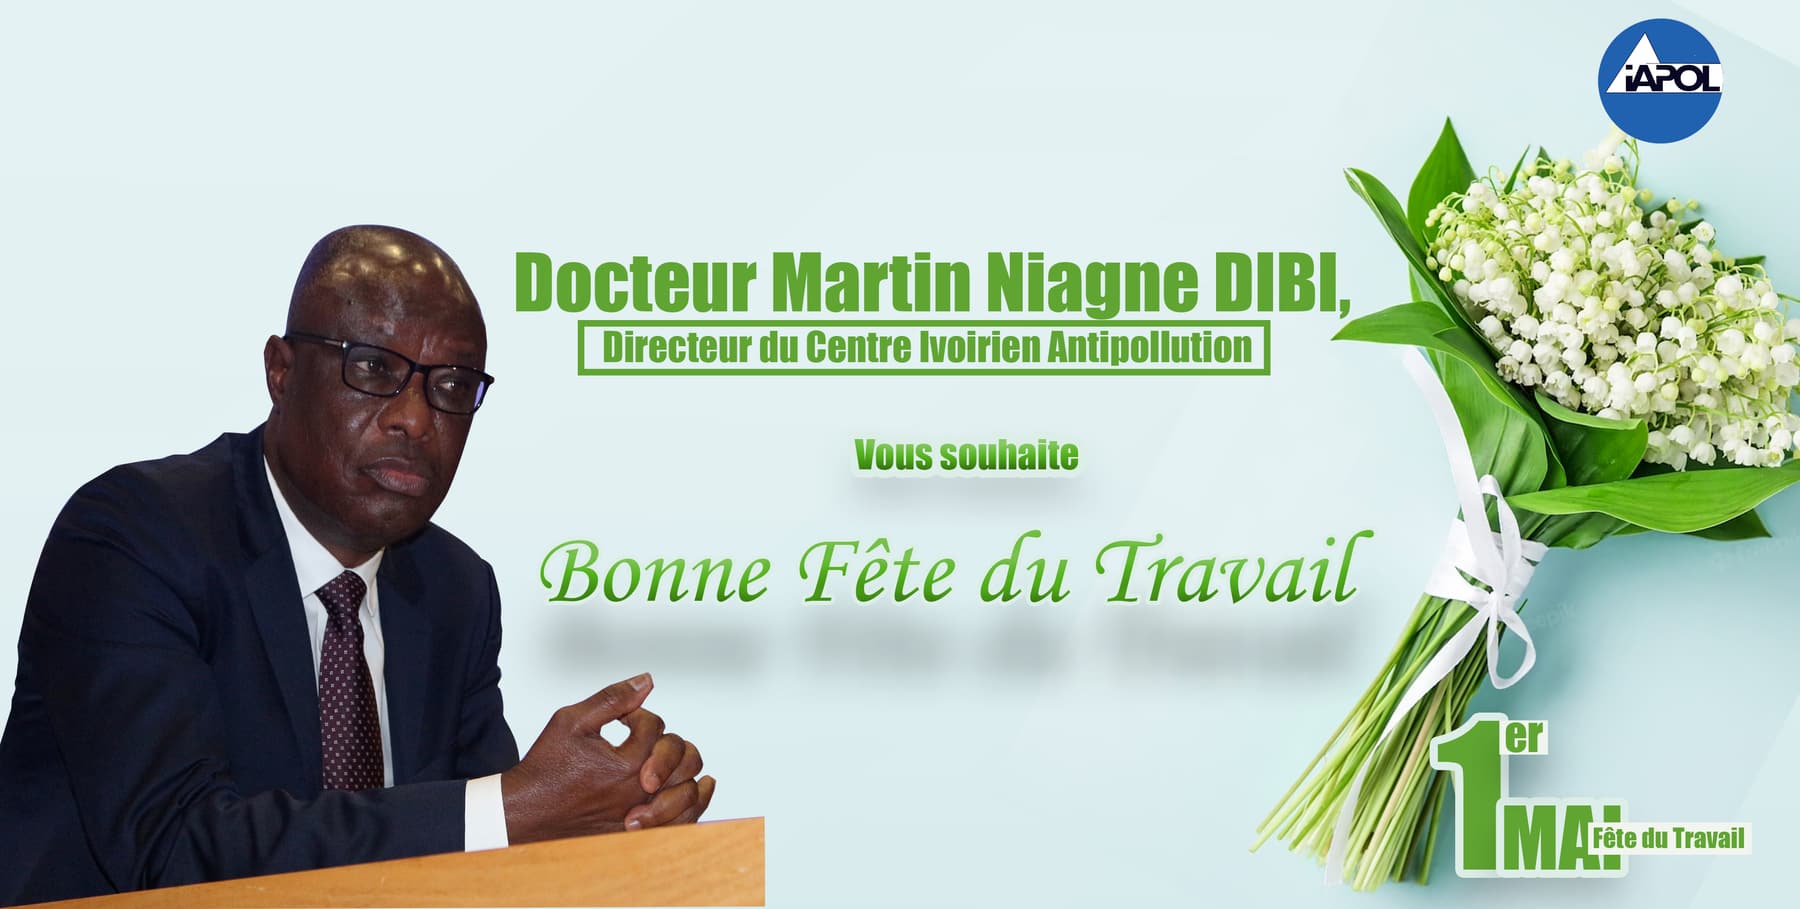 iAPOL
Docteur Martin Niagne DIBI,
Directeur du Centre Ivoirien Antipollution
Vous souhaite
Bonne Fête du Travail
1er
MAI
Fête du Travail